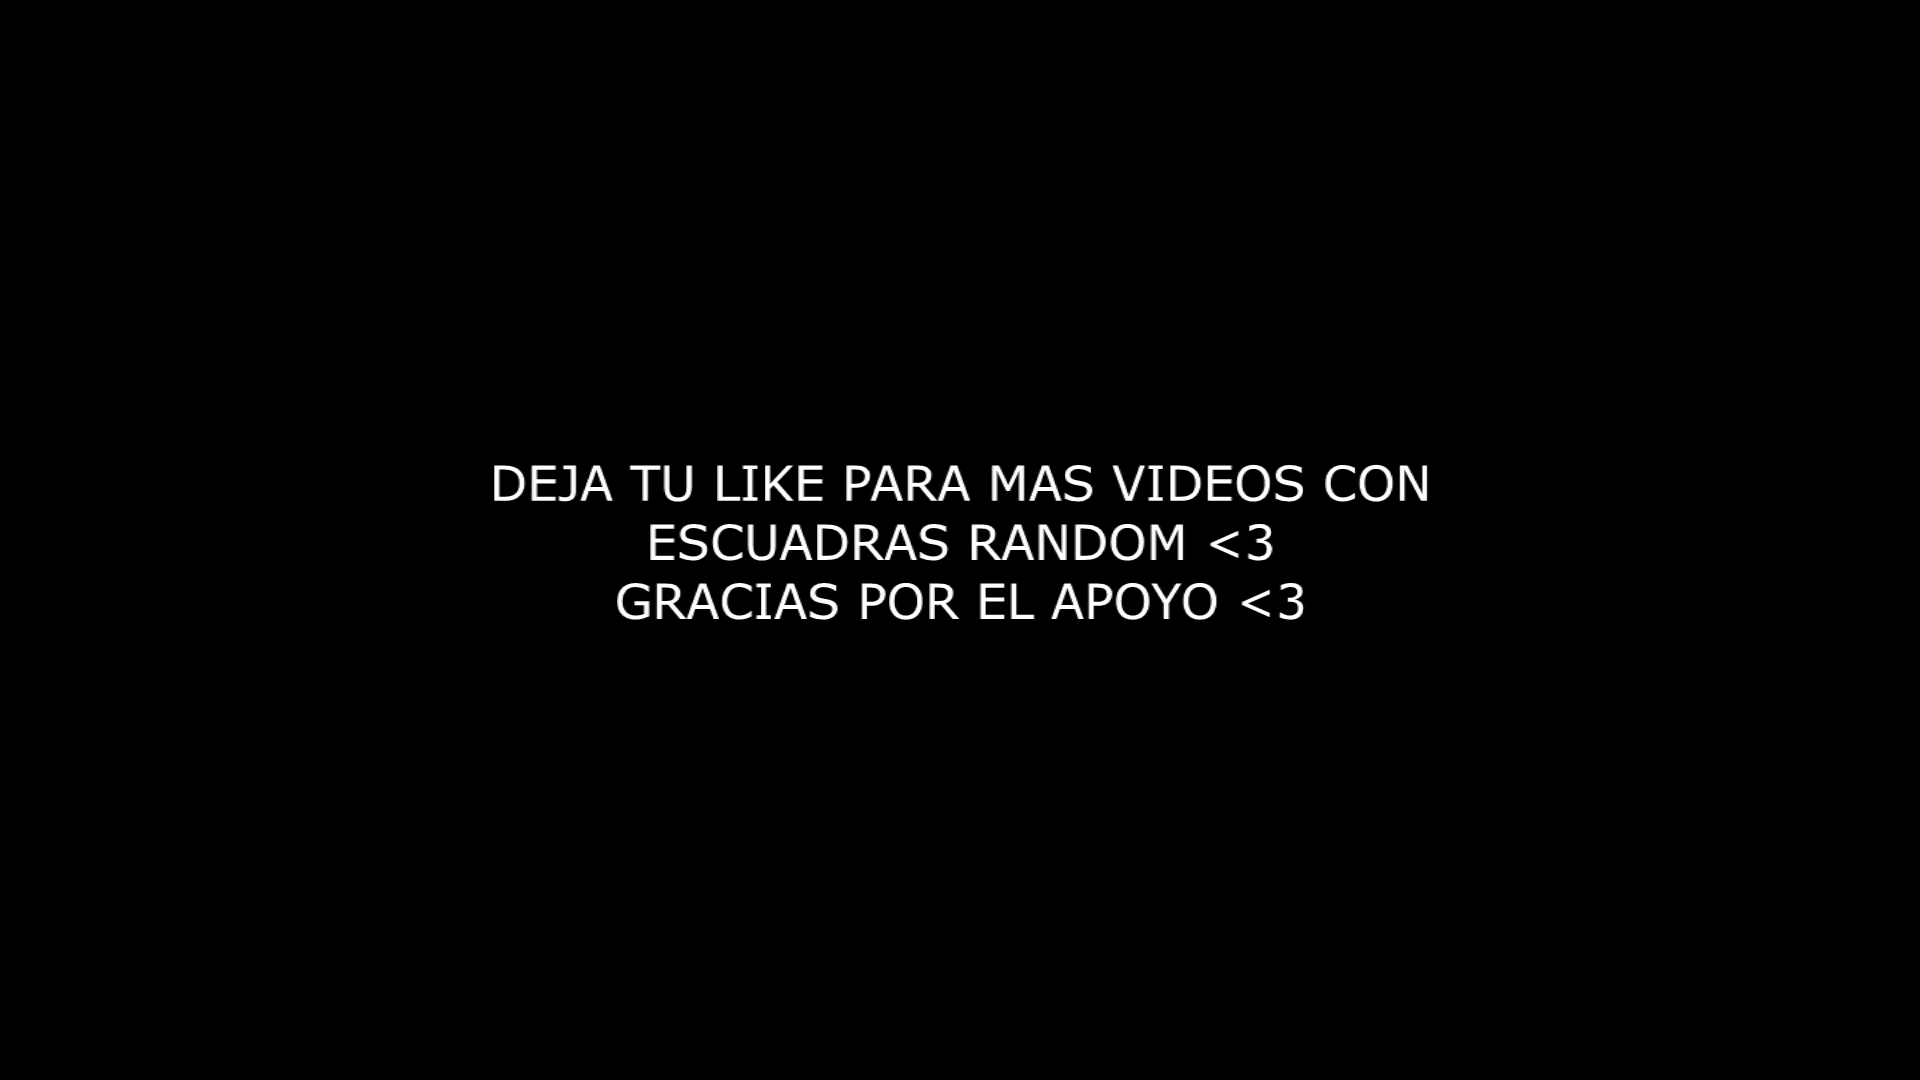 DEJA TU LIKE PARA MAS VIDEOS CON
ESCUADRAS RANDOM <3
GRACIAS POR EL APOYO <3